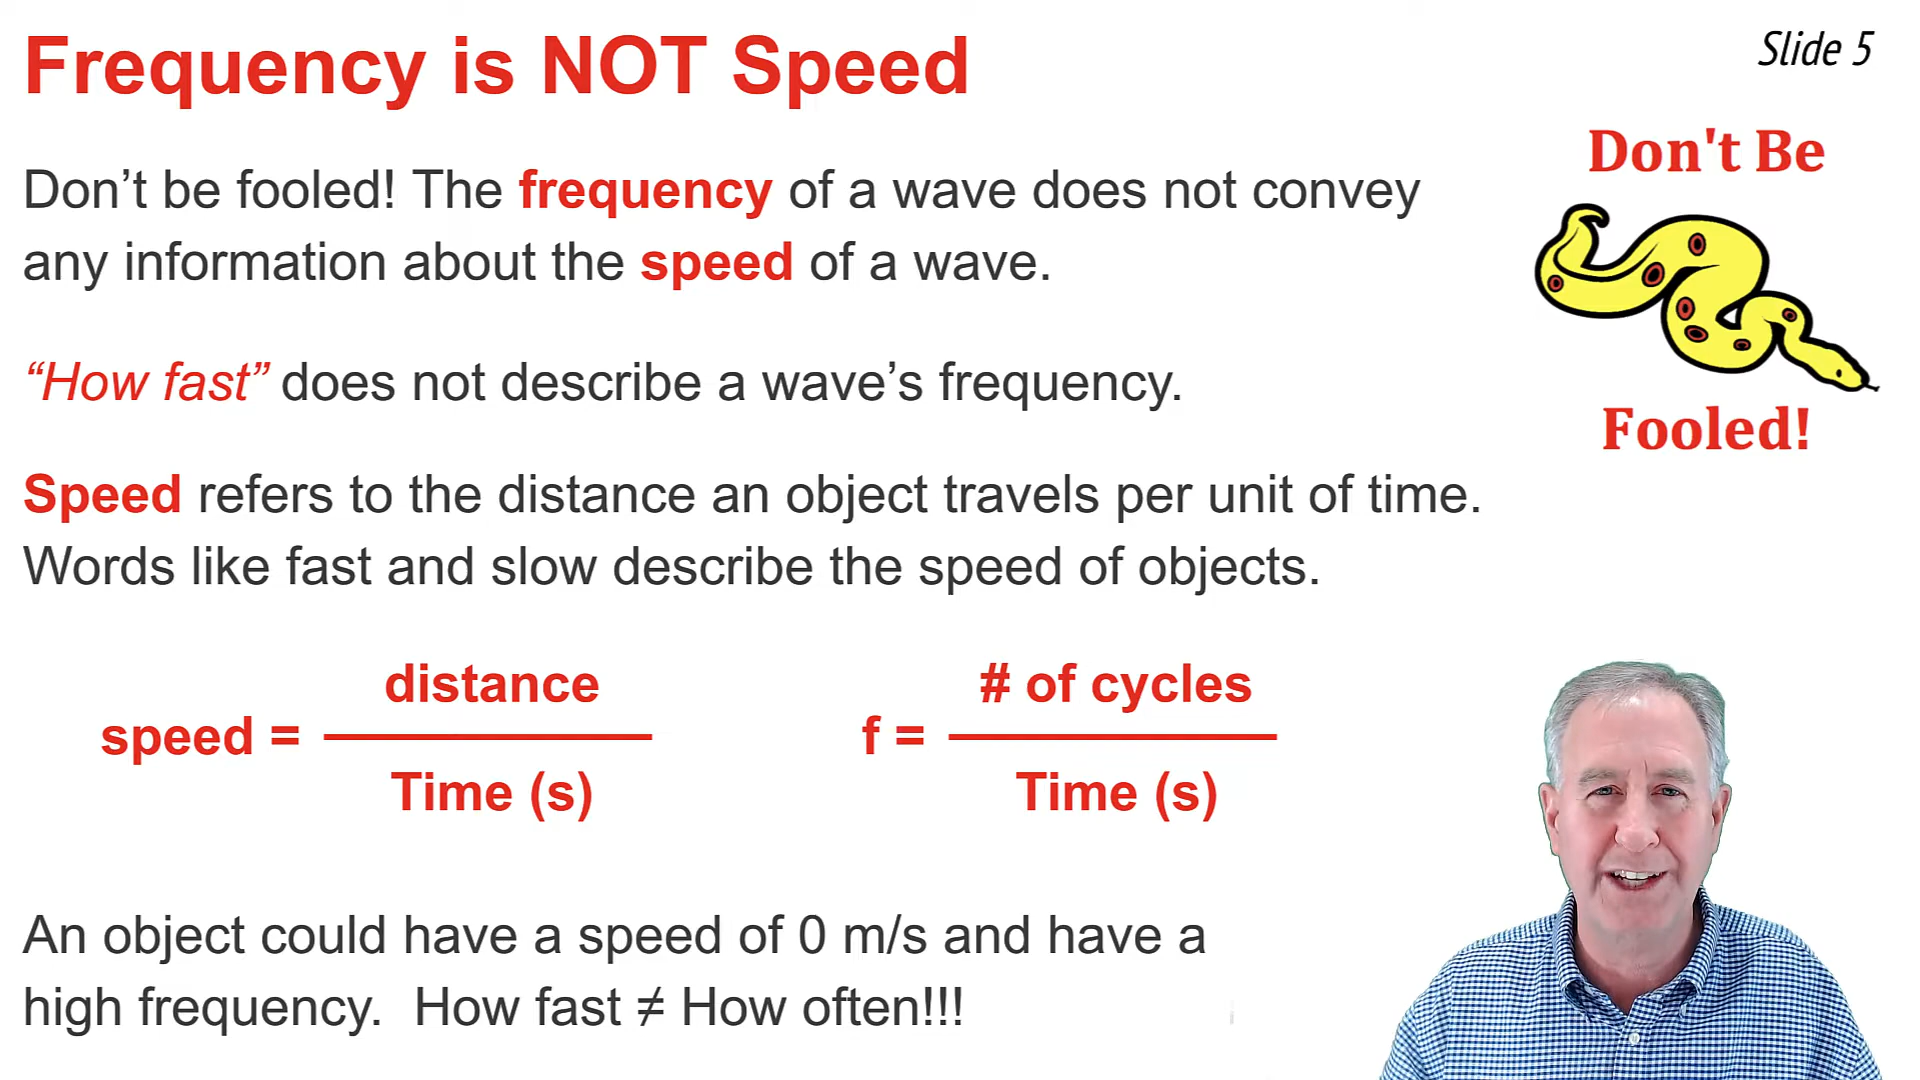 Frequency is NOT Speed
Slide 5
Don't Be
Fooled!
Don’t be fooled! The frequency of a wave does not convey
any information about the speed of a wave.
“How fast” does not describe a wave’s frequency.
Speed refers to the distance an object travels per unit of time.
Words like fast and slow describe the speed of objects.
distance
speed =
Time (s)
# of cycles
f =
Time (s)
An object could have a speed of 0 m/s and have a
high frequency.  How fast ≠ How often!!!